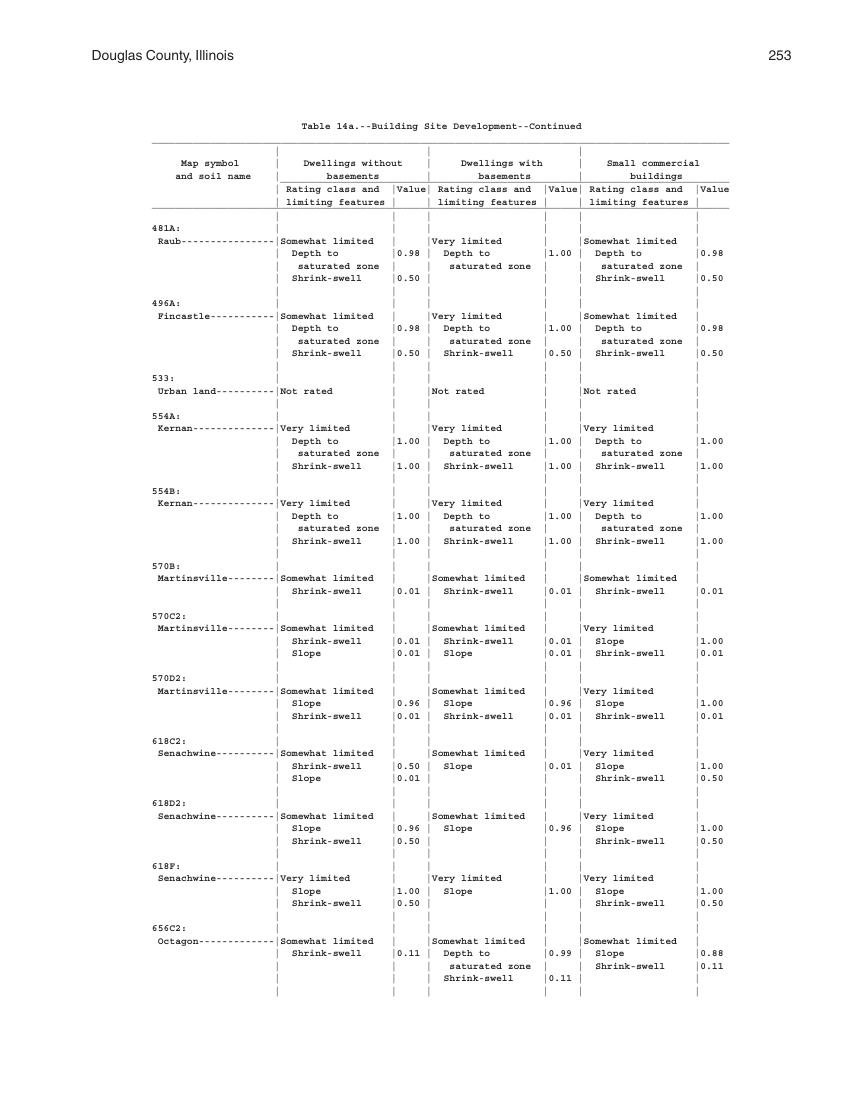 Douglas County, Illinois 253
Table 14a.--Building Site Development--Continued
Map symbol | Dwellings without | Dwellings with | Small commercial
and soil name | basements | basements | buildings
| Rating class and |Value| Rating class and |Value| Rating class and |Value
| limiting features | | limiting features | | limiting features |
481A:
Raub---------------|Somewhat limited | |Very limited | |Somewhat limited |
| Depth to |0.98 | Depth to |1.00 | Depth to |0.98
| saturated zone | | saturated zone | | saturated zone |
| Shrink-swell |0.50 | | | Shrink-swell |0.50
496A:
Fincastle----------|Somewhat limited | |Very limited | |Somewhat limited |
| Depth to |0.98 | Depth to |1.00 | Depth to |0.98
| saturated zone | | saturated zone | | saturated zone |
| Shrink-swell |0.50 | Shrink-swell |0.50 | Shrink-swell |0.50
533:
Urban land---------|Not rated | |Not rated | |Not rated |
554A:
Kernan-------------|Very limited | |Very limited | |Very limited |
| Depth to |1.00 | Depth to |1.00 | Depth to |1.00
| saturated zone | | saturated zone | | saturated zone |
| Shrink-swell |1.00 | Shrink-swell |1.00 | Shrink-swell |1.00
554B:
Kernan-------------|Very limited | |Very limited | |Very limited |
| Depth to |1.00 | Depth to |1.00 | Depth to |1.00
| saturated zone | | saturated zone | | saturated zone |
| Shrink-swell |1.00 | Shrink-swell |1.00 | Shrink-swell |1.00
570B:
Martinsville-------|Somewhat limited | |Somewhat limited | |Somewhat limited |
| Shrink-swell |0.01 | Shrink-swell |0.01 | Shrink-swell |0.01
570C2:
Martinsville-------|Somewhat limited | |Somewhat limited | |Very limited |
| Shrink-swell |0.01 | Shrink-swell |0.01 | Slope |1.00
| Slope |0.01 | Slope |0.01 | Shrink-swell |0.01
570D2:
Martinsville-------|Somewhat limited | |Somewhat limited | |Very limited |
| Slope |0.96 | Slope |0.96 | Slope |1.00
| Shrink-swell |0.01 | Shrink-swell |0.01 | Shrink-swell |0.01
618C2:
Senachwine---------|Somewhat limited | |Somewhat limited | |Very limited |
| Shrink-swell |0.50 | Slope |0.01 | Slope |1.00
| Slope |0.01 | | | Shrink-swell |0.50
618D2:
Senachwine---------|Somewhat limited | |Somewhat limited | |Very limited |
| Slope |0.96 | Slope |0.96 | Slope |1.00
| Shrink-swell |0.50 | | | Shrink-swell |0.50
618F:
Senachwine---------|Very limited | |Very limited | |Very limited |
| Slope |1.00 | Slope |1.00 | Slope |1.00
| Shrink-swell |0.50 | | | Shrink-swell |0.50
656C2:
Octagon------------|Somewhat limited | |Somewhat limited | |Somewhat limited |
| Shrink-swell |0.11 | Depth to |0.99 | Slope |0.88
| | | saturated zone | | Shrink-swell |0.11
| | | Shrink-swell |0.11 | |